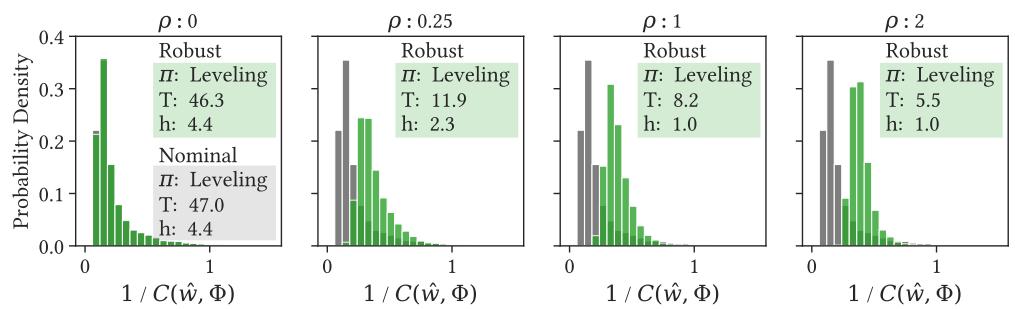 ρ : 0
ρ : 0.25
ρ : 1
ρ : 2
Probability Density
0.4
0.3
0.2
0.1
0.0
Robust
π: Leveling
T: 46.3
h: 4.4
Nominal
π: Leveling
T: 47.0
h: 4.4
Robust
π: Leveling
T: 11.9
h: 2.3
Robust
π: Leveling
T: 8.2
h: 1.0
Robust
π: Leveling
T: 5.5
h: 1.0
0 1
0 1
0 1
0 1
1 / C(ŵ, Φ)
1 / C(ŵ, Φ)
1 / C(ŵ, Φ)
1 / C(ŵ, Φ)